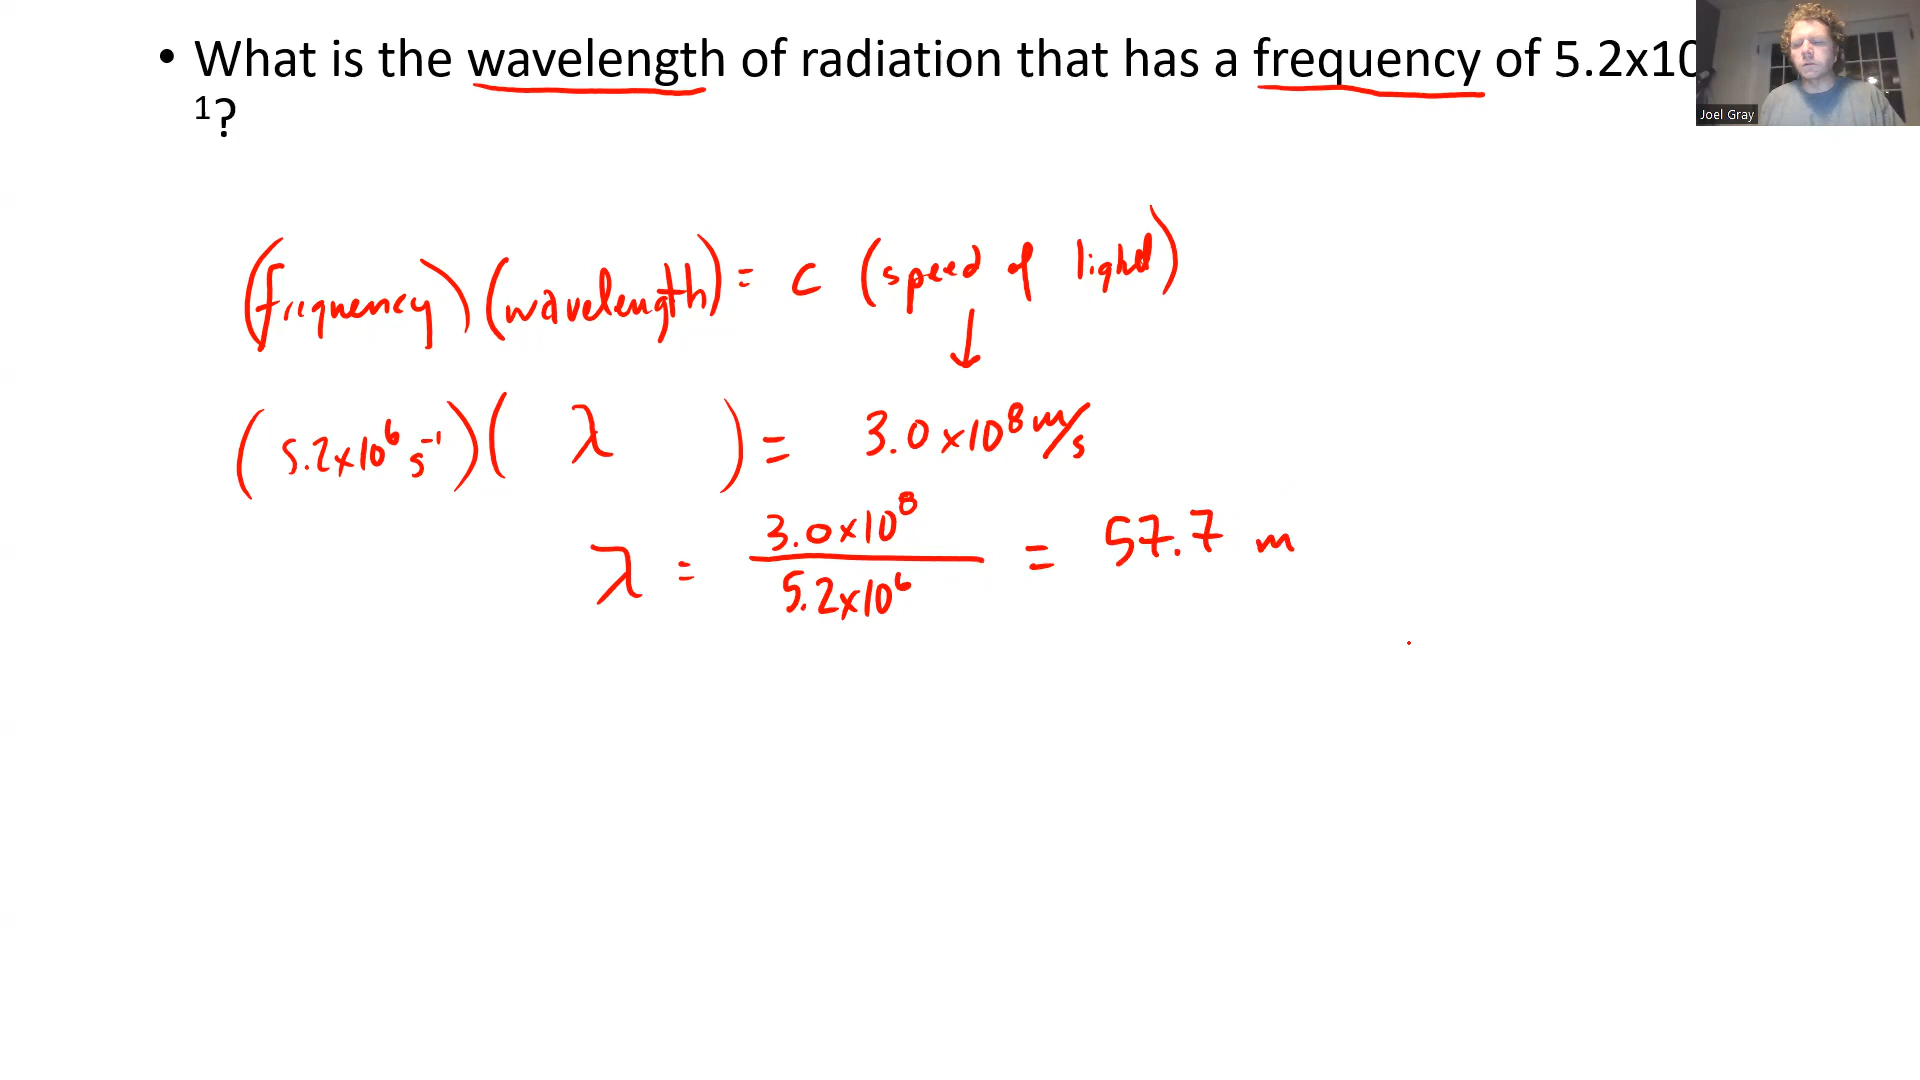 • What is the wavelength of radiation that has a frequency of 5.2x10
¹?
Joel Gray
(frequency)(wavelength) = c (speed of light)
↓
(5.2x10⁶ s⁻¹)( λ ) = 3.0x10⁸ m/s
λ = 3.0x10⁸ / 5.2x10⁶ = 57.7 m